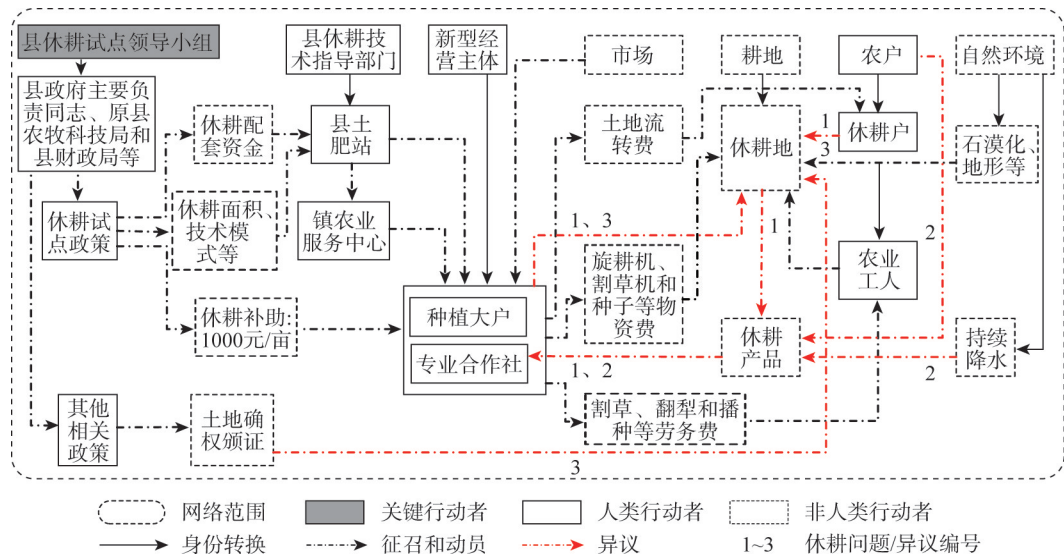 县休耕试点领导小组
县政府主要负
责同志、原县
农牧科技局和
县财政局等
休耕试点政策
其他
相关
政策
休耕配
套资金
休耕面积、
技术模
式等
休耕补助:
1000元/亩
土地确
权颁证
县休耕技
术指导部门
县土
肥站
镇农业
服务中心
新型经
营主体
种植大户
专业合作社
市场
土地流
转费
1、3
旋耕机、
割草机和
种子等物
资费
1、2
割草、翻犁和播
种等劳务费
3
耕地
休耕地
1
休耕
产品
农户
休耕户
1
3
2
农业
工人
自然环境
石漠化、
地形等
持续
降水
2
网络范围
关键行动者
人类行动者
非人类行动者
身份转换
征召和动员
异议
1~3 休耕问题/异议编号